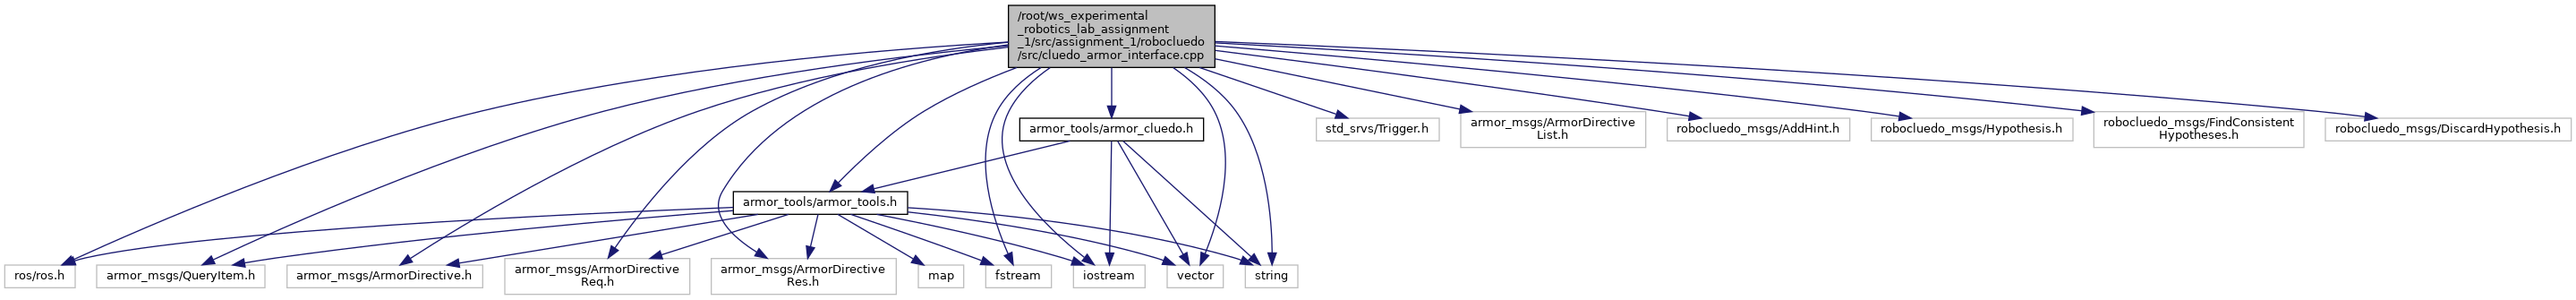 /root/ws_experimental
_robotics_lab_assignment
_1/src/assignment_1/robocluedo
/src/cluedo_armor_interface.cpp
armor_tools/armor_cluedo.h
std_srvs/Trigger.h
armor_msgs/ArmorDirective
List.h
robocluedo_msgs/AddHint.h
robocluedo_msgs/Hypothesis.h
robocluedo_msgs/FindConsistent
Hypotheses.h
robocluedo_msgs/DiscardHypothesis.h
armor_tools/armor_tools.h
ros/ros.h
armor_msgs/QueryItem.h
armor_msgs/ArmorDirective.h
armor_msgs/ArmorDirective
Req.h
armor_msgs/ArmorDirective
Res.h
map
fstream
iostream
vector
string